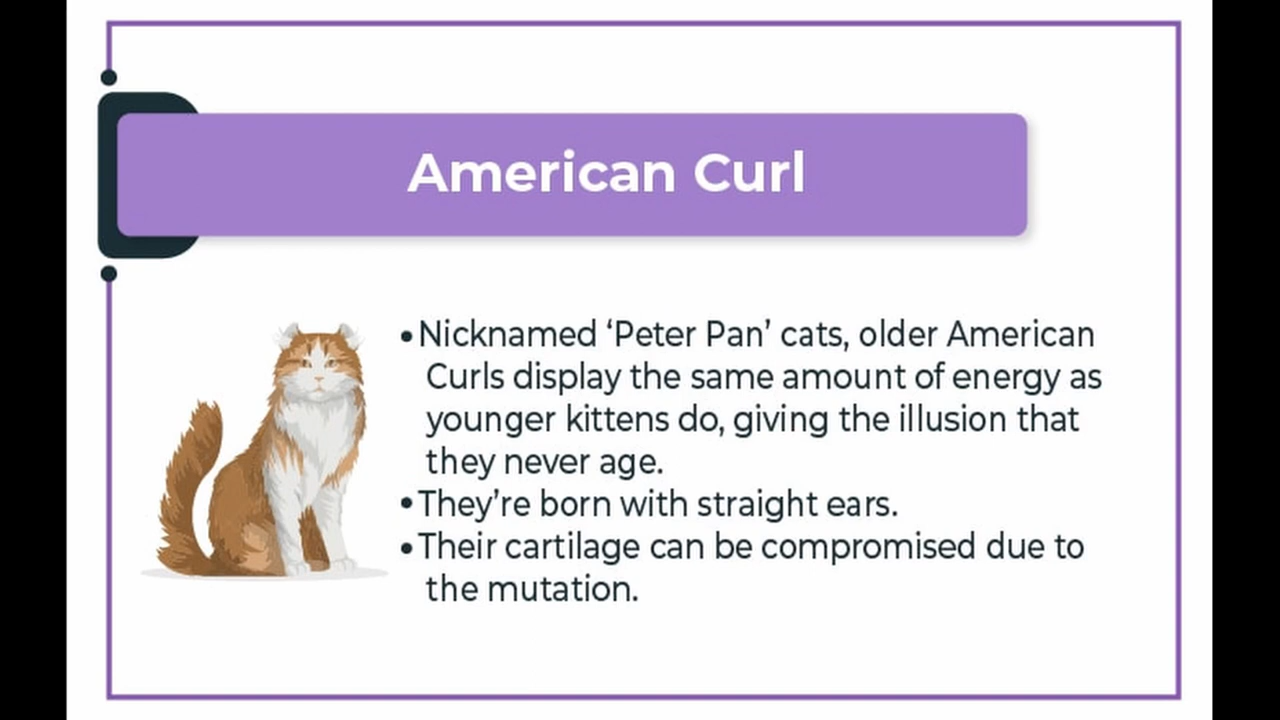 American Curl
•Nicknamed ‘Peter Pan’ cats, older American
Curls display the same amount of energy as
younger kittens do, giving the illusion that
they never age.
•They’re born with straight ears.
•Their cartilage can be compromised due to
the mutation.